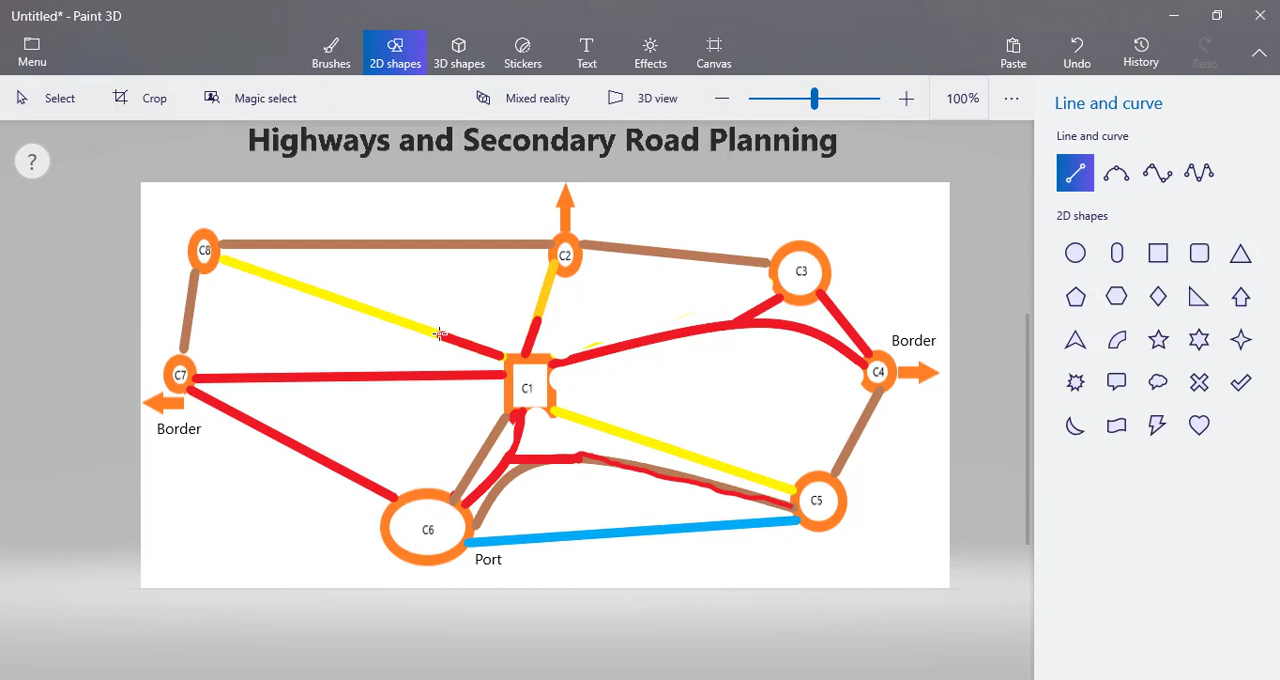 Untitled* - Paint 3D
Menu
Brushes
2D shapes
3D shapes
Stickers
Text
Effects
Canvas
Paste
Undo
History
Redo
Select
Crop
Magic select
Mixed reality
3D view
100%
Line and curve
Line and curve
2D shapes
?
Highways and Secondary Road Planning
C8
C2
C3
Border
C7
C1
C4
Border
C6
C5
Port